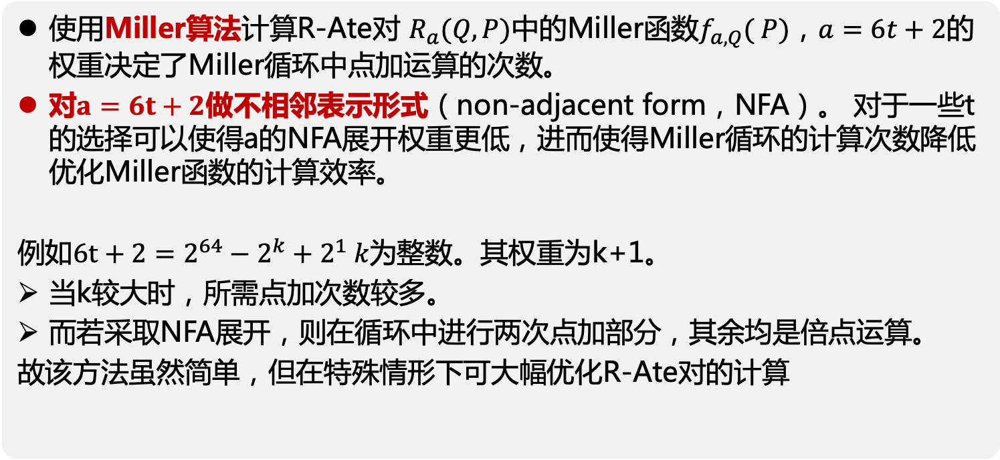 ● 使用Miller算法计算R-Ate对 𝑅ₐ(𝑄, 𝑃)中的Miller函数𝑓ₐ,𝑄( 𝑃)，𝑎 = 6𝑡 + 2的
权重决定了Miller循环中点加运算的次数。
● 对a = 6t + 2做不相邻表示形式（non-adjacent form，NFA）。 对于一些t
的选择可以使得a的NFA展开权重更低，进而使得Miller循环的计算次数降低
优化Miller函数的计算效率。
例如6t + 2 = 2^64 − 2^𝑘 + 2^1 𝑘为整数。其权重为k+1。
➢ 当k较大时，所需点加次数较多。
➢ 而若采取NFA展开，则在循环中进行两次点加部分，其余均是倍点运算。
故该方法虽然简单，但在特殊情形下可大幅优化R-Ate对的计算